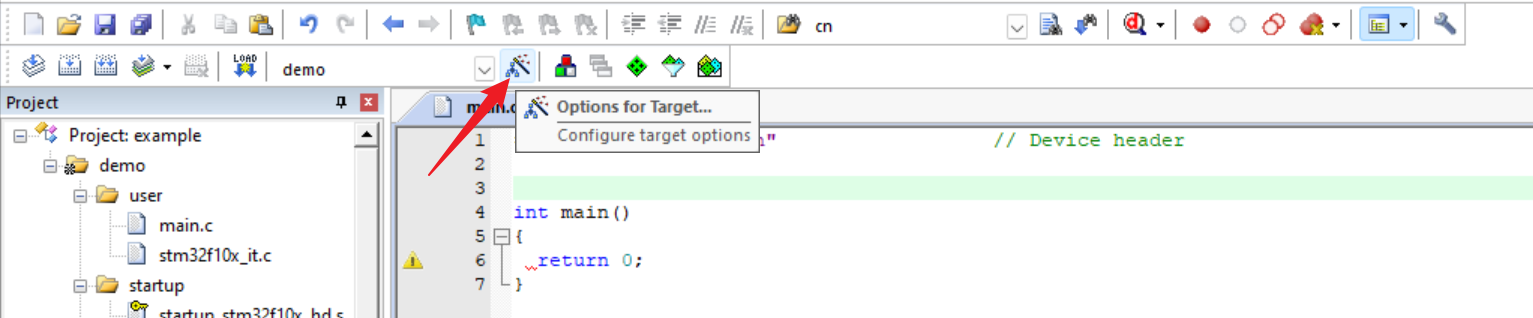 cn
LOAD
demo
Project
main.c
Options for Target...
Configure target options
Project: example
demo
user
main.c
stm32f10x_it.c
startup
startup_stm32f10x_hd.s
1 " // Device header
2
3
4 int main()
5 {
6 return 0;
7 }